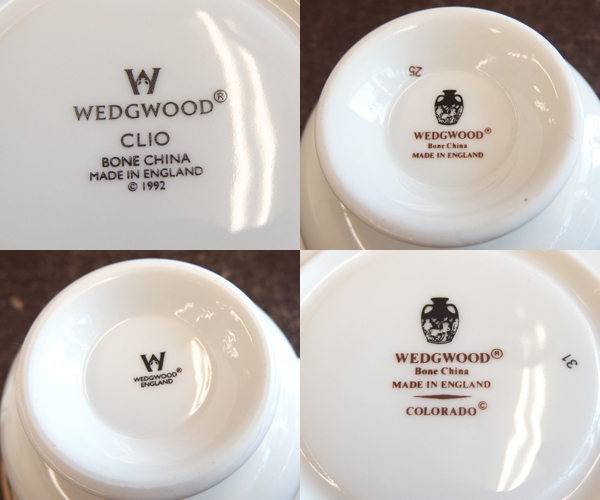 W
WEDGWOOD®
CLIO
BONE CHINA
MADE IN ENGLAND
© 1992
25
WEDGWOOD®
Bone China
MADE IN ENGLAND
W
WEDGWOOD®
ENGLAND
WEDGWOOD®
Bone China
MADE IN ENGLAND
COLORADO©
31